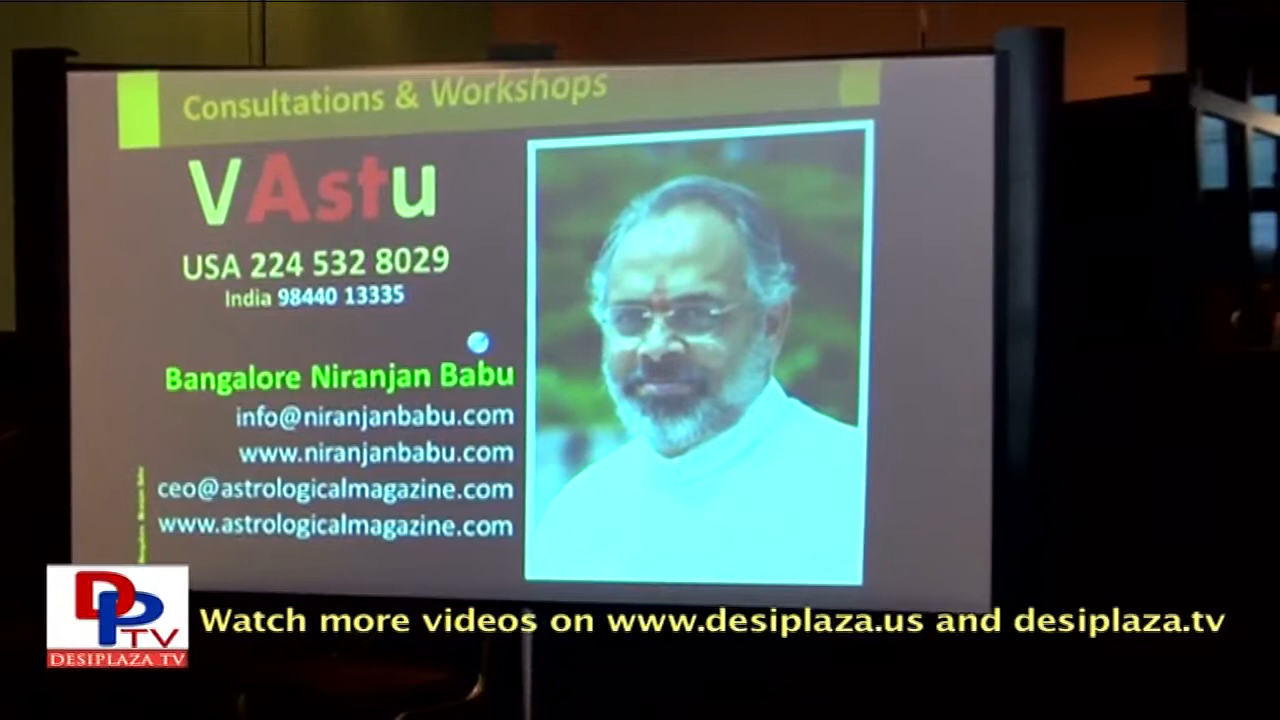 Consultations & Workshops
VAstu
USA 224 532 8029
India 98440 13335
Bangalore Niranjan Babu
info@niranjanbabu.com
www.niranjanbabu.com
ceo@astrologicalmagazine.com
www.astrologicalmagazine.com
DP TV
DESIPLAZA TV
Watch more videos on www.desiplaza.us and desiplaza.tv